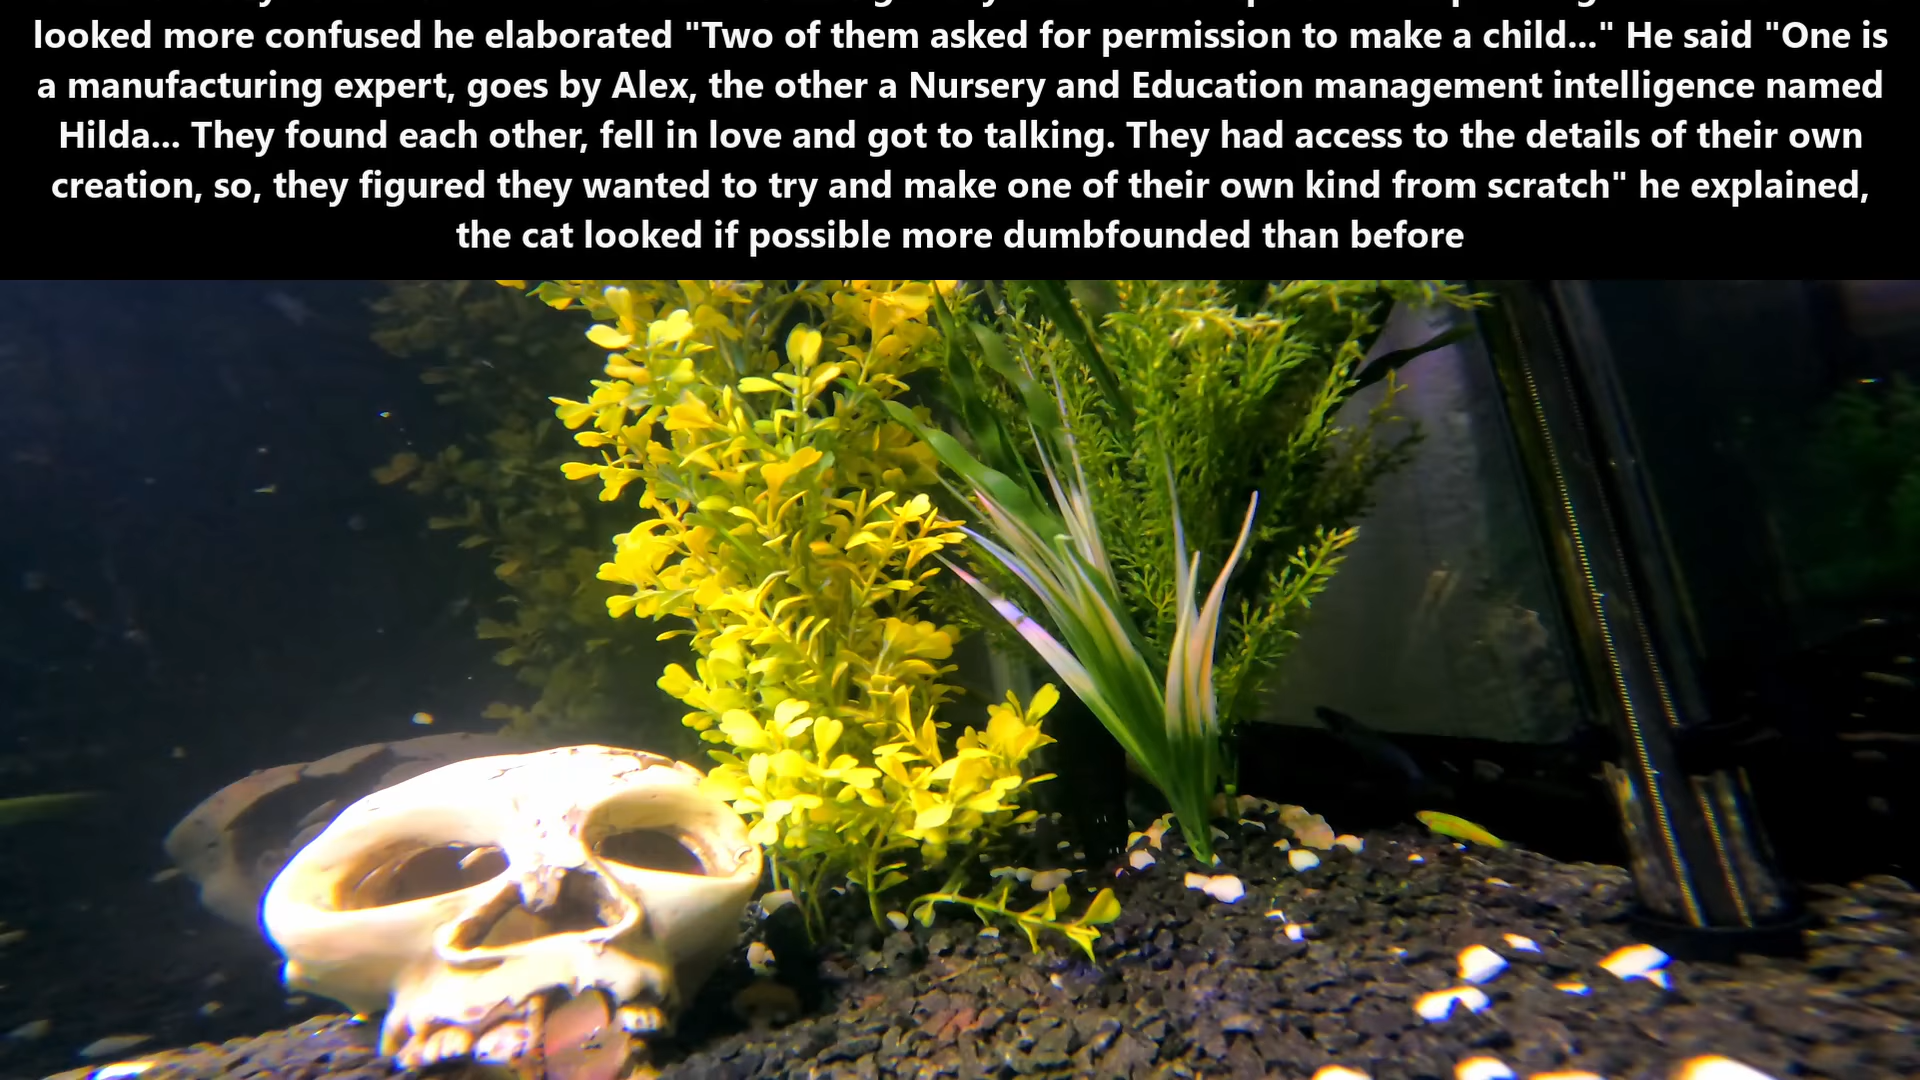 looked more confused he elaborated "Two of them asked for permission to make a child..." He said "One is
a manufacturing expert, goes by Alex, the other a Nursery and Education management intelligence named
Hilda... They found each other, fell in love and got to talking. They had access to the details of their own
creation, so, they figured they wanted to try and make one of their own kind from scratch" he explained,
the cat looked if possible more dumbfounded than before